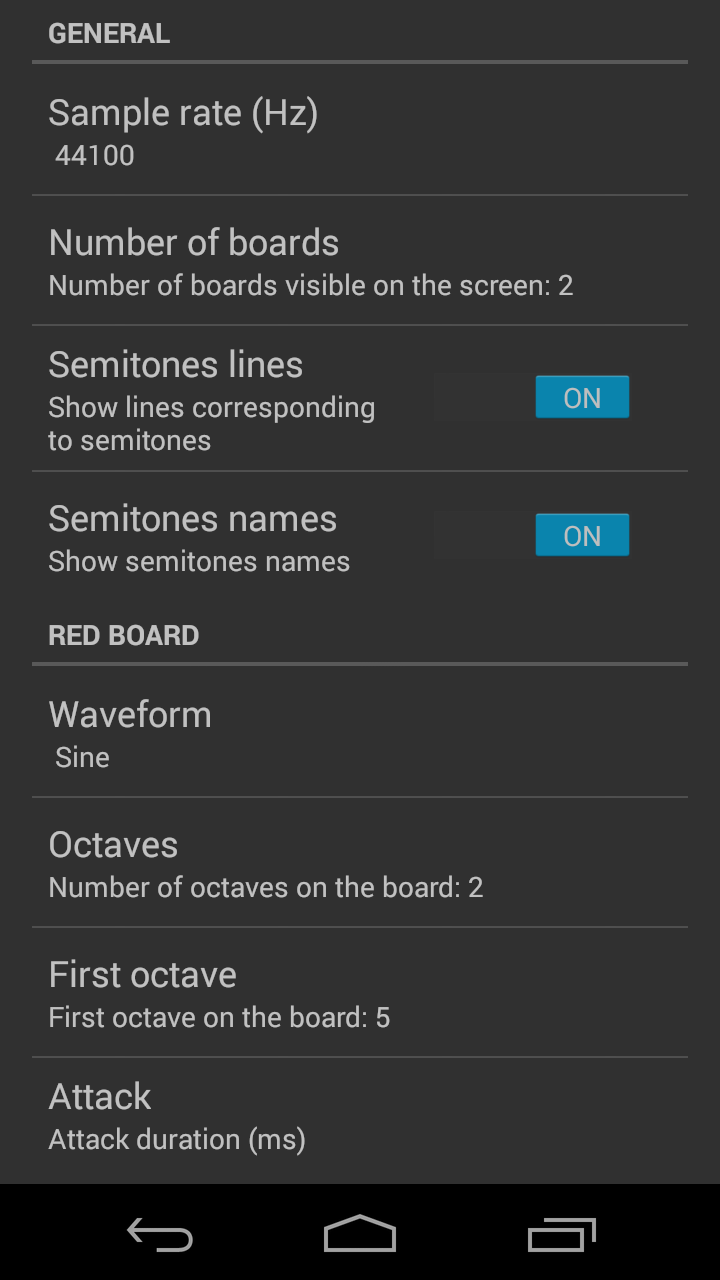 GENERAL
Sample rate (Hz)
44100
Number of boards
Number of boards visible on the screen: 2
Semitones lines
Show lines corresponding
to semitones
ON
Semitones names
Show semitones names
ON
RED BOARD
Waveform
Sine
Octaves
Number of octaves on the board: 2
First octave
First octave on the board: 5
Attack
Attack duration (ms)